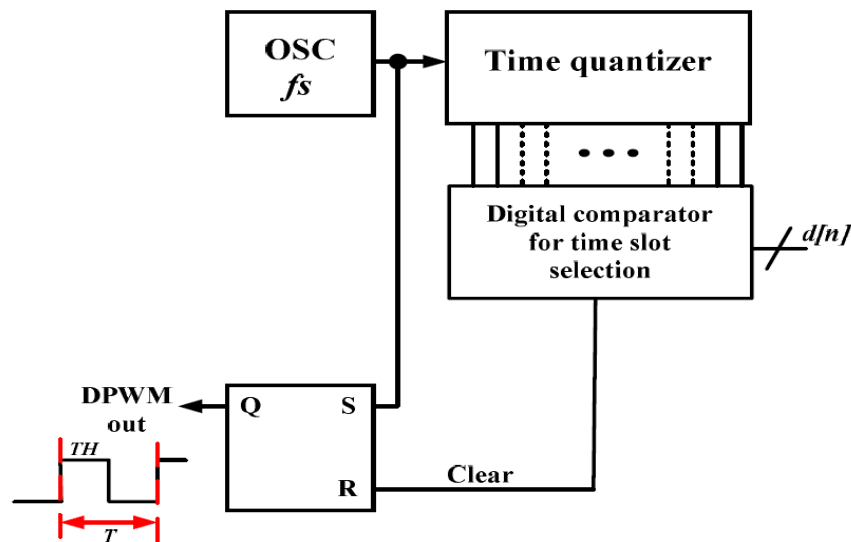 OSC
fs
Time quantizer
Digital comparator
for time slot
selection
d[n]
DPWM
out
Q
S
R
Clear
TH
T